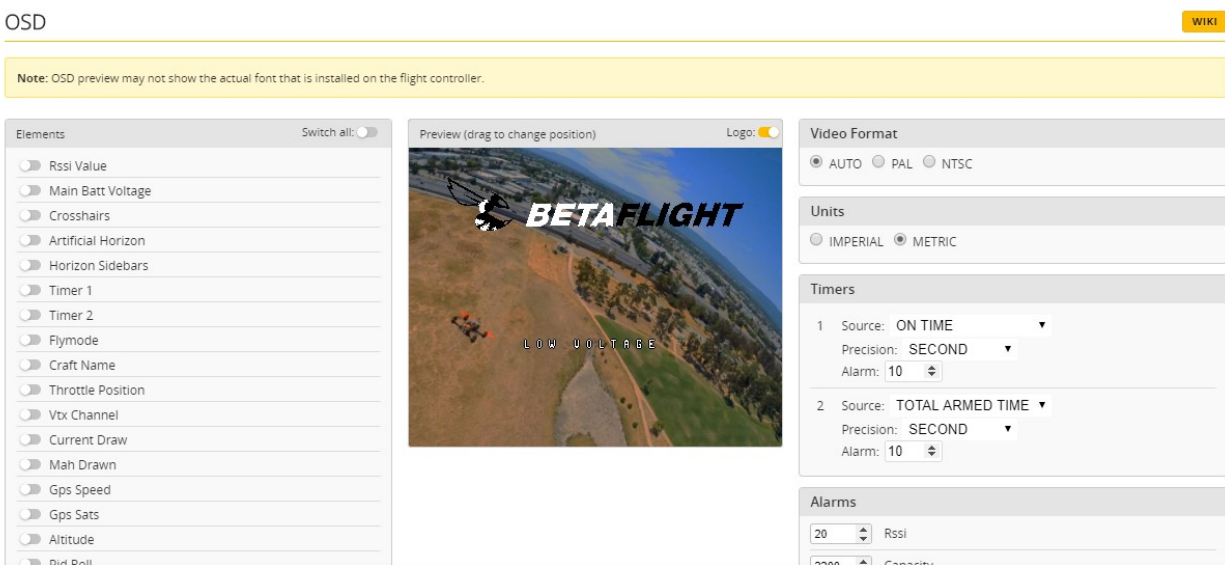 OSD
WIKI
Note: OSD preview may not show the actual font that is installed on the flight controller.
Elements
Switch all:
Rssi Value
Main Batt Voltage
Crosshairs
Artificial Horizon
Horizon Sidebars
Timer 1
Timer 2
Flymode
Craft Name
Throttle Position
Vtx Channel
Current Draw
Mah Drawn
Gps Speed
Gps Sats
Altitude
Pid Roll
Preview (drag to change position)
Logo:
BETAFLIGHT
LOW VOLTAGE
Video Format
AUTO PAL NTSC
Units
IMPERIAL METRIC
Timers
1 Source: ON TIME
Precision: SECOND
Alarm: 10
2 Source: TOTAL ARMED TIME
Precision: SECOND
Alarm: 10
Alarms
20 Rssi
2200 Capacity